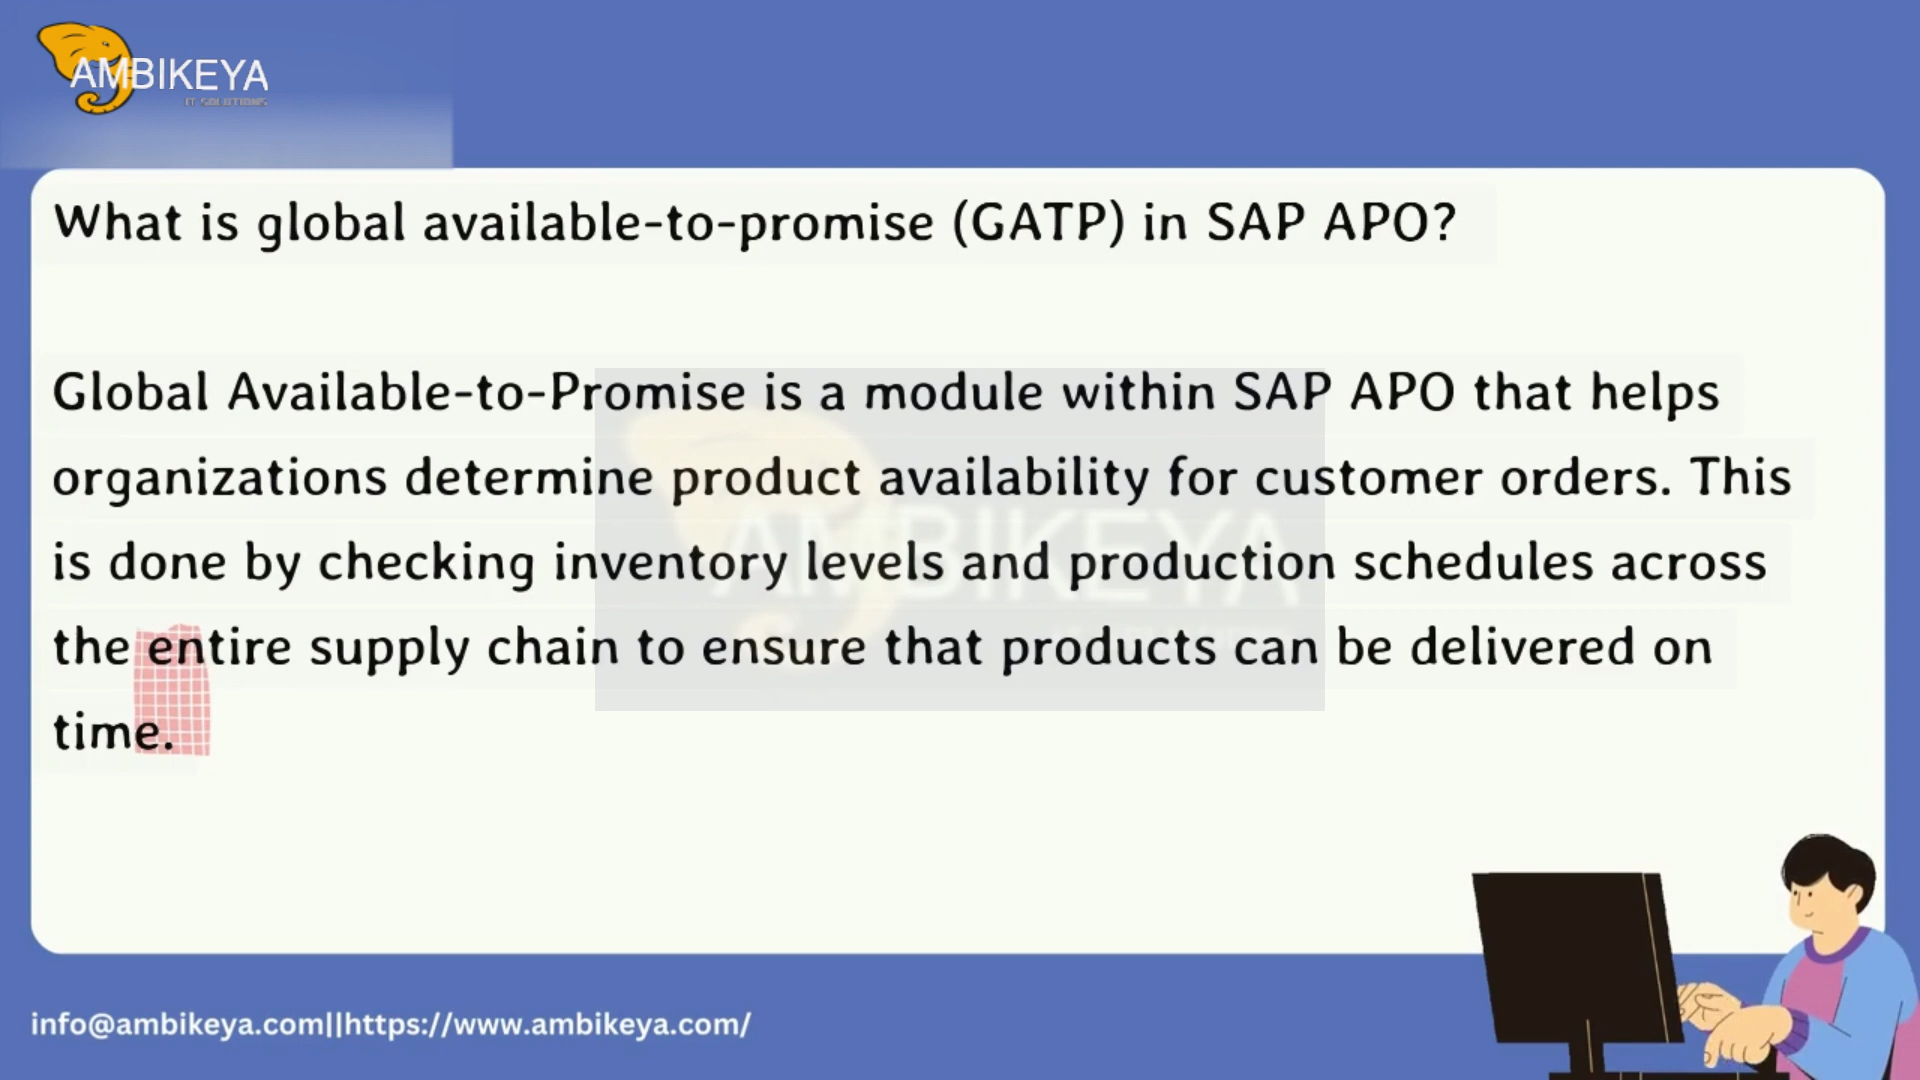 AMBIKEYA
IT SOLUTIONS
What is global available-to-promise (GATP) in SAP APO?
Global Available-to-Promise is a module within SAP APO that helps
organizations determine product availability for customer orders. This
is done by checking inventory levels and production schedules across
the entire supply chain to ensure that products can be delivered on
time.
AMBIKEYA
info@ambikeya.com||https://www.ambikeya.com/